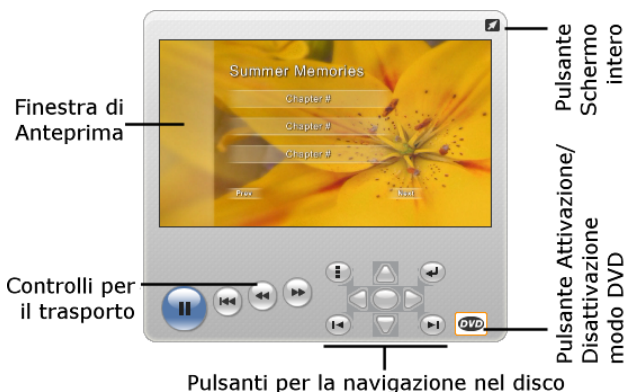 Pulsante
Schermo
intero
Summer Memories
Chapter #
Chapter #
Chapter #
Prev
Next
Finestra di
Anteprima
Controlli per
il trasporto
Pulsante Attivazione/
Disattivazione
modo DVD
DVD
Pulsanti per la navigazione nel disco